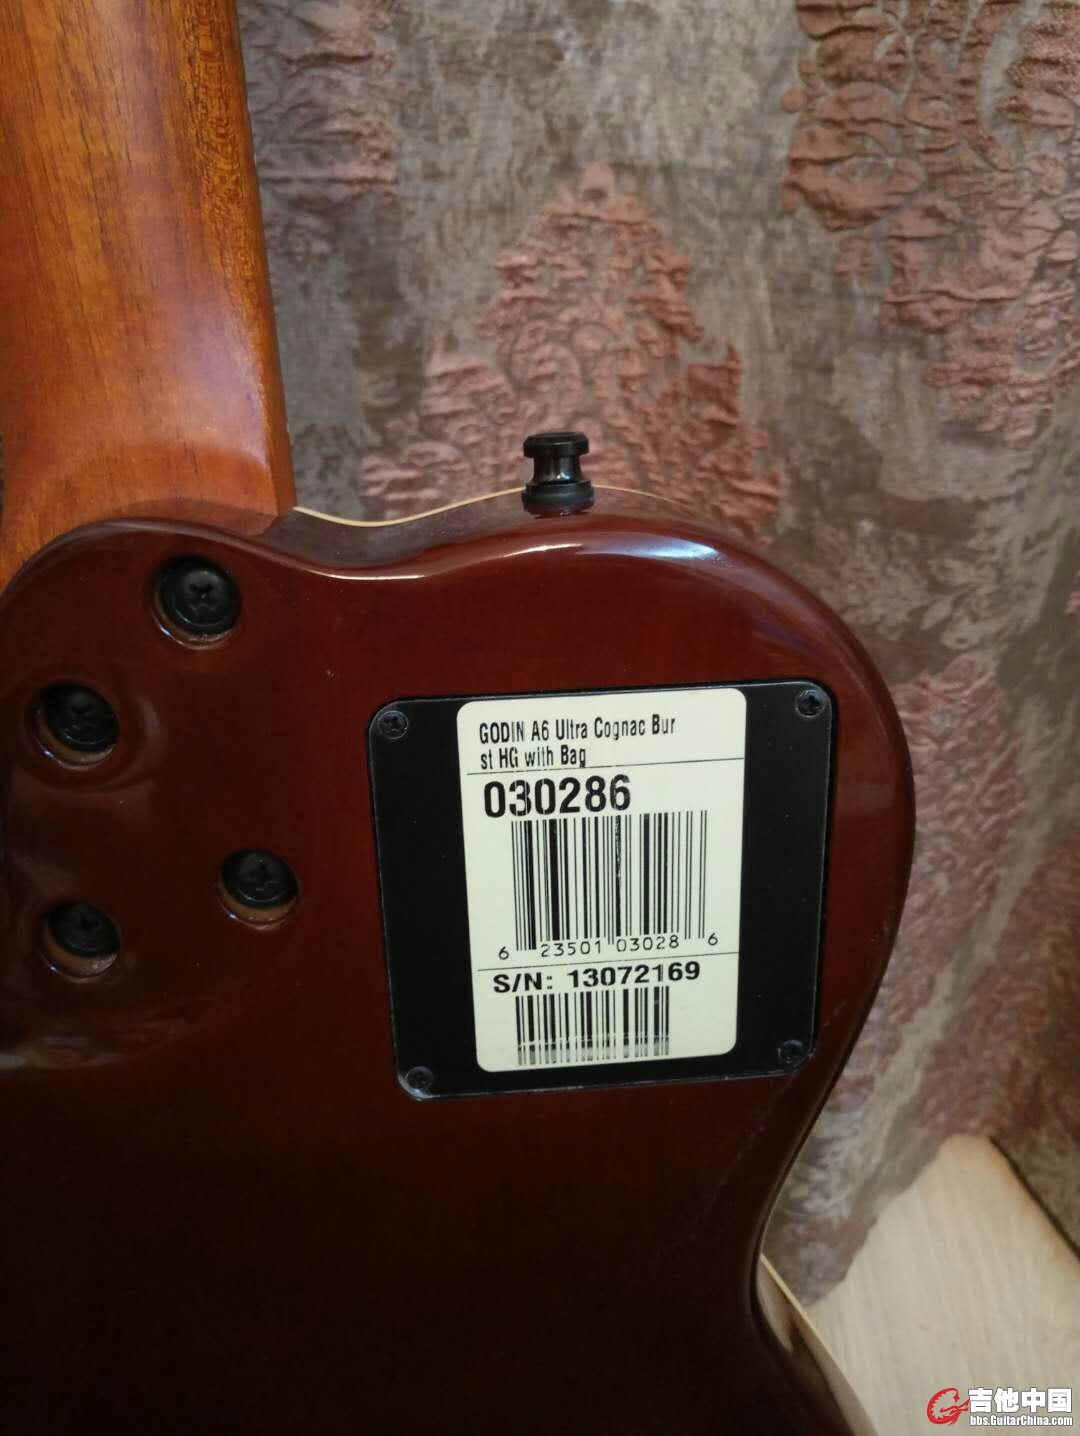 GODIN A6 Ultra Cognac Bur
st HG with Bag
030286
6 23501 03028 6
S/N: 13072169
吉他中国
bbs.GuitarChina.com